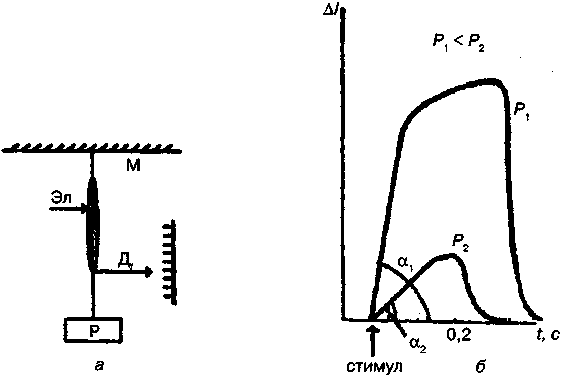 М
Эл
Д
Р
а
Δl
P₁ < P₂
P₁
P₂
α₁
α₂
0,2
t, с
стимул
б